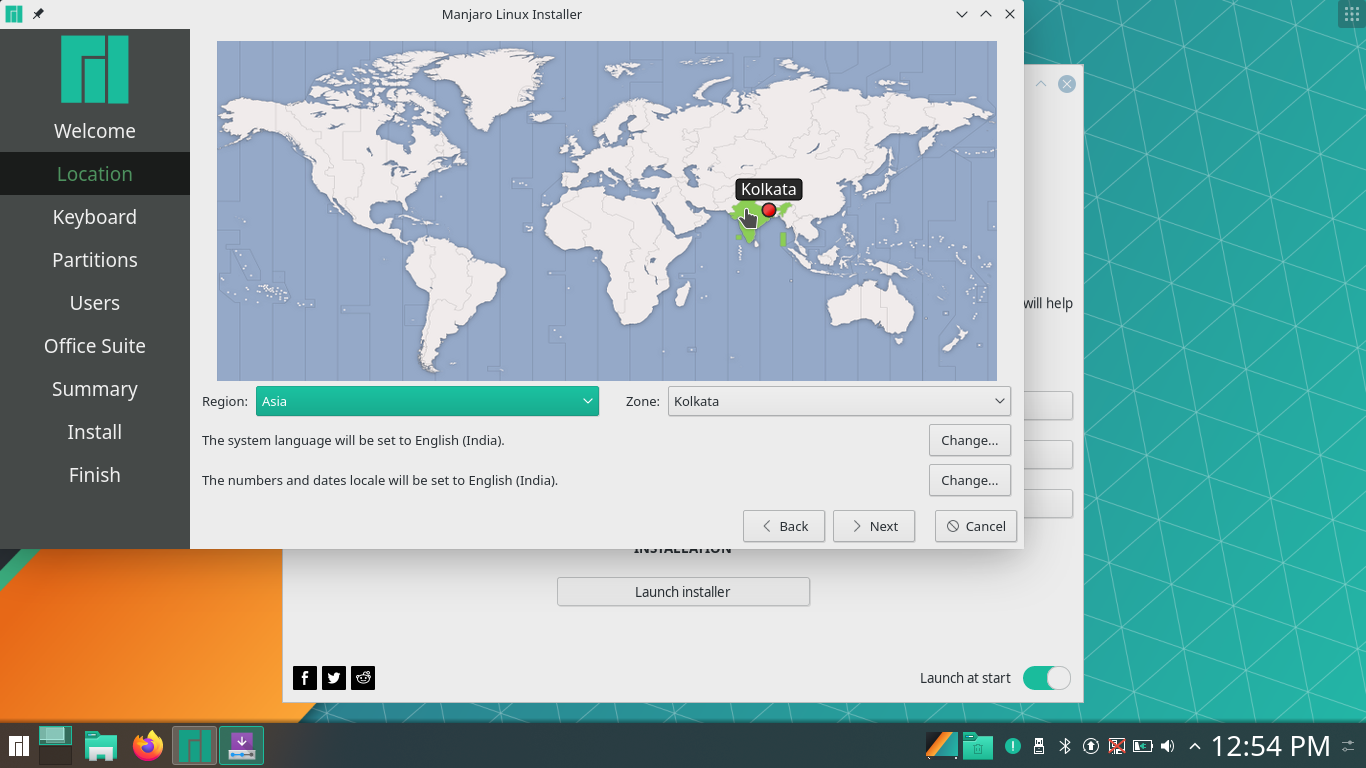 Manjaro Linux Installer
Welcome
Location
Keyboard
Partitions
Users
Office Suite
Summary
Install
Finish
Kolkata
Region: Asia Zone: Kolkata
The system language will be set to English (India). Change...
The numbers and dates locale will be set to English (India). Change...
Back Next Cancel
will help
INSTALLATION
Launch installer
Launch at start
12:54 PM